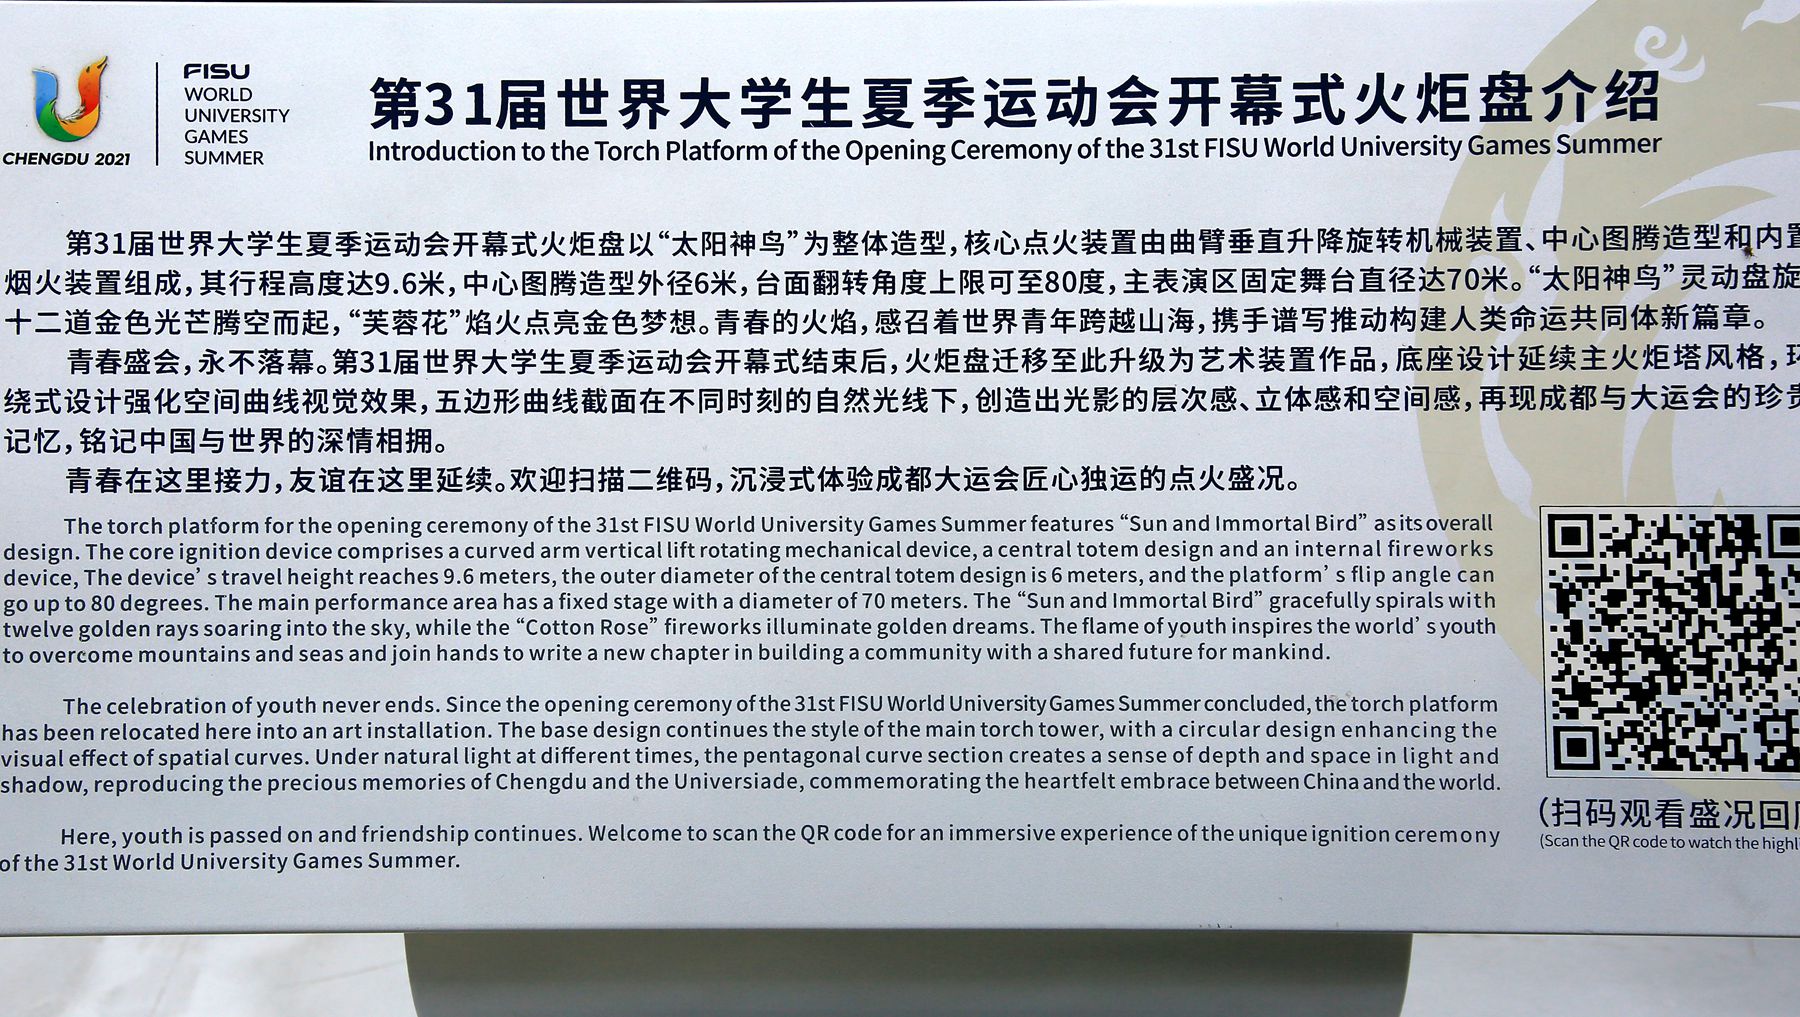 CHENGDU 2021
FISU
WORLD
UNIVERSITY
GAMES
SUMMER
第31届世界大学生夏季运动会开幕式火炬盘介绍
Introduction to the Torch Platform of the Opening Ceremony of the 31st FISU World University Games Summer
第31届世界大学生夏季运动会开幕式火炬盘以“太阳神鸟”为整体造型,核心点火装置由曲臂垂直升降旋转机械装置、中心图腾造型和内置
烟火装置组成,其行程高度达9.6米,中心图腾造型外径6米,台面翻转角度上限可至80度,主表演区固定舞台直径达70米。“太阳神鸟”灵动盘旋
十二道金色光芒腾空而起,“芙蓉花”焰火点亮金色梦想。青春的火焰,感召着世界青年跨越山海,携手谱写推动构建人类命运共同体新篇章。
青春盛会,永不落幕。第31届世界大学生夏季运动会开幕式结束后,火炬盘迁移至此升级为艺术装置作品,底座设计延续主火炬塔风格,环
绕式设计强化空间曲线视觉效果,五边形曲线截面在不同时刻的自然光线下,创造出光影的层次感、立体感和空间感,再现成都与大运会的珍贵
记忆,铭记中国与世界的深情相拥。
青春在这里接力,友谊在这里延续。欢迎扫描二维码,沉浸式体验成都大运会匠心独运的点火盛况。
The torch platform for the opening ceremony of the 31st FISU World University Games Summer features “Sun and Immortal Bird” as its overall
design. The core ignition device comprises a curved arm vertical lift rotating mechanical device, a central totem design and an internal fireworks
device, The device’s travel height reaches 9.6 meters, the outer diameter of the central totem design is 6 meters, and the platform’s flip angle can
go up to 80 degrees. The main performance area has a fixed stage with a diameter of 70 meters. The “Sun and Immortal Bird” gracefully spirals with
twelve golden rays soaring into the sky, while the “Cotton Rose” fireworks illuminate golden dreams. The flame of youth inspires the world’s youth
to overcome mountains and seas and join hands to write a new chapter in building a community with a shared future for mankind.
The celebration of youth never ends. Since the opening ceremony of the 31st FISU World University Games Summer concluded, the torch platform
has been relocated here into an art installation. The base design continues the style of the main torch tower, with a circular design enhancing the
visual effect of spatial curves. Under natural light at different times, the pentagonal curve section creates a sense of depth and space in light and
shadow, reproducing the precious memories of Chengdu and the Universiade, commemorating the heartfelt embrace between China and the world.
Here, youth is passed on and friendship continues. Welcome to scan the QR code for an immersive experience of the unique ignition ceremony
of the 31st World University Games Summer.
(扫码观看盛况回
(Scan the QR code to watch the highl